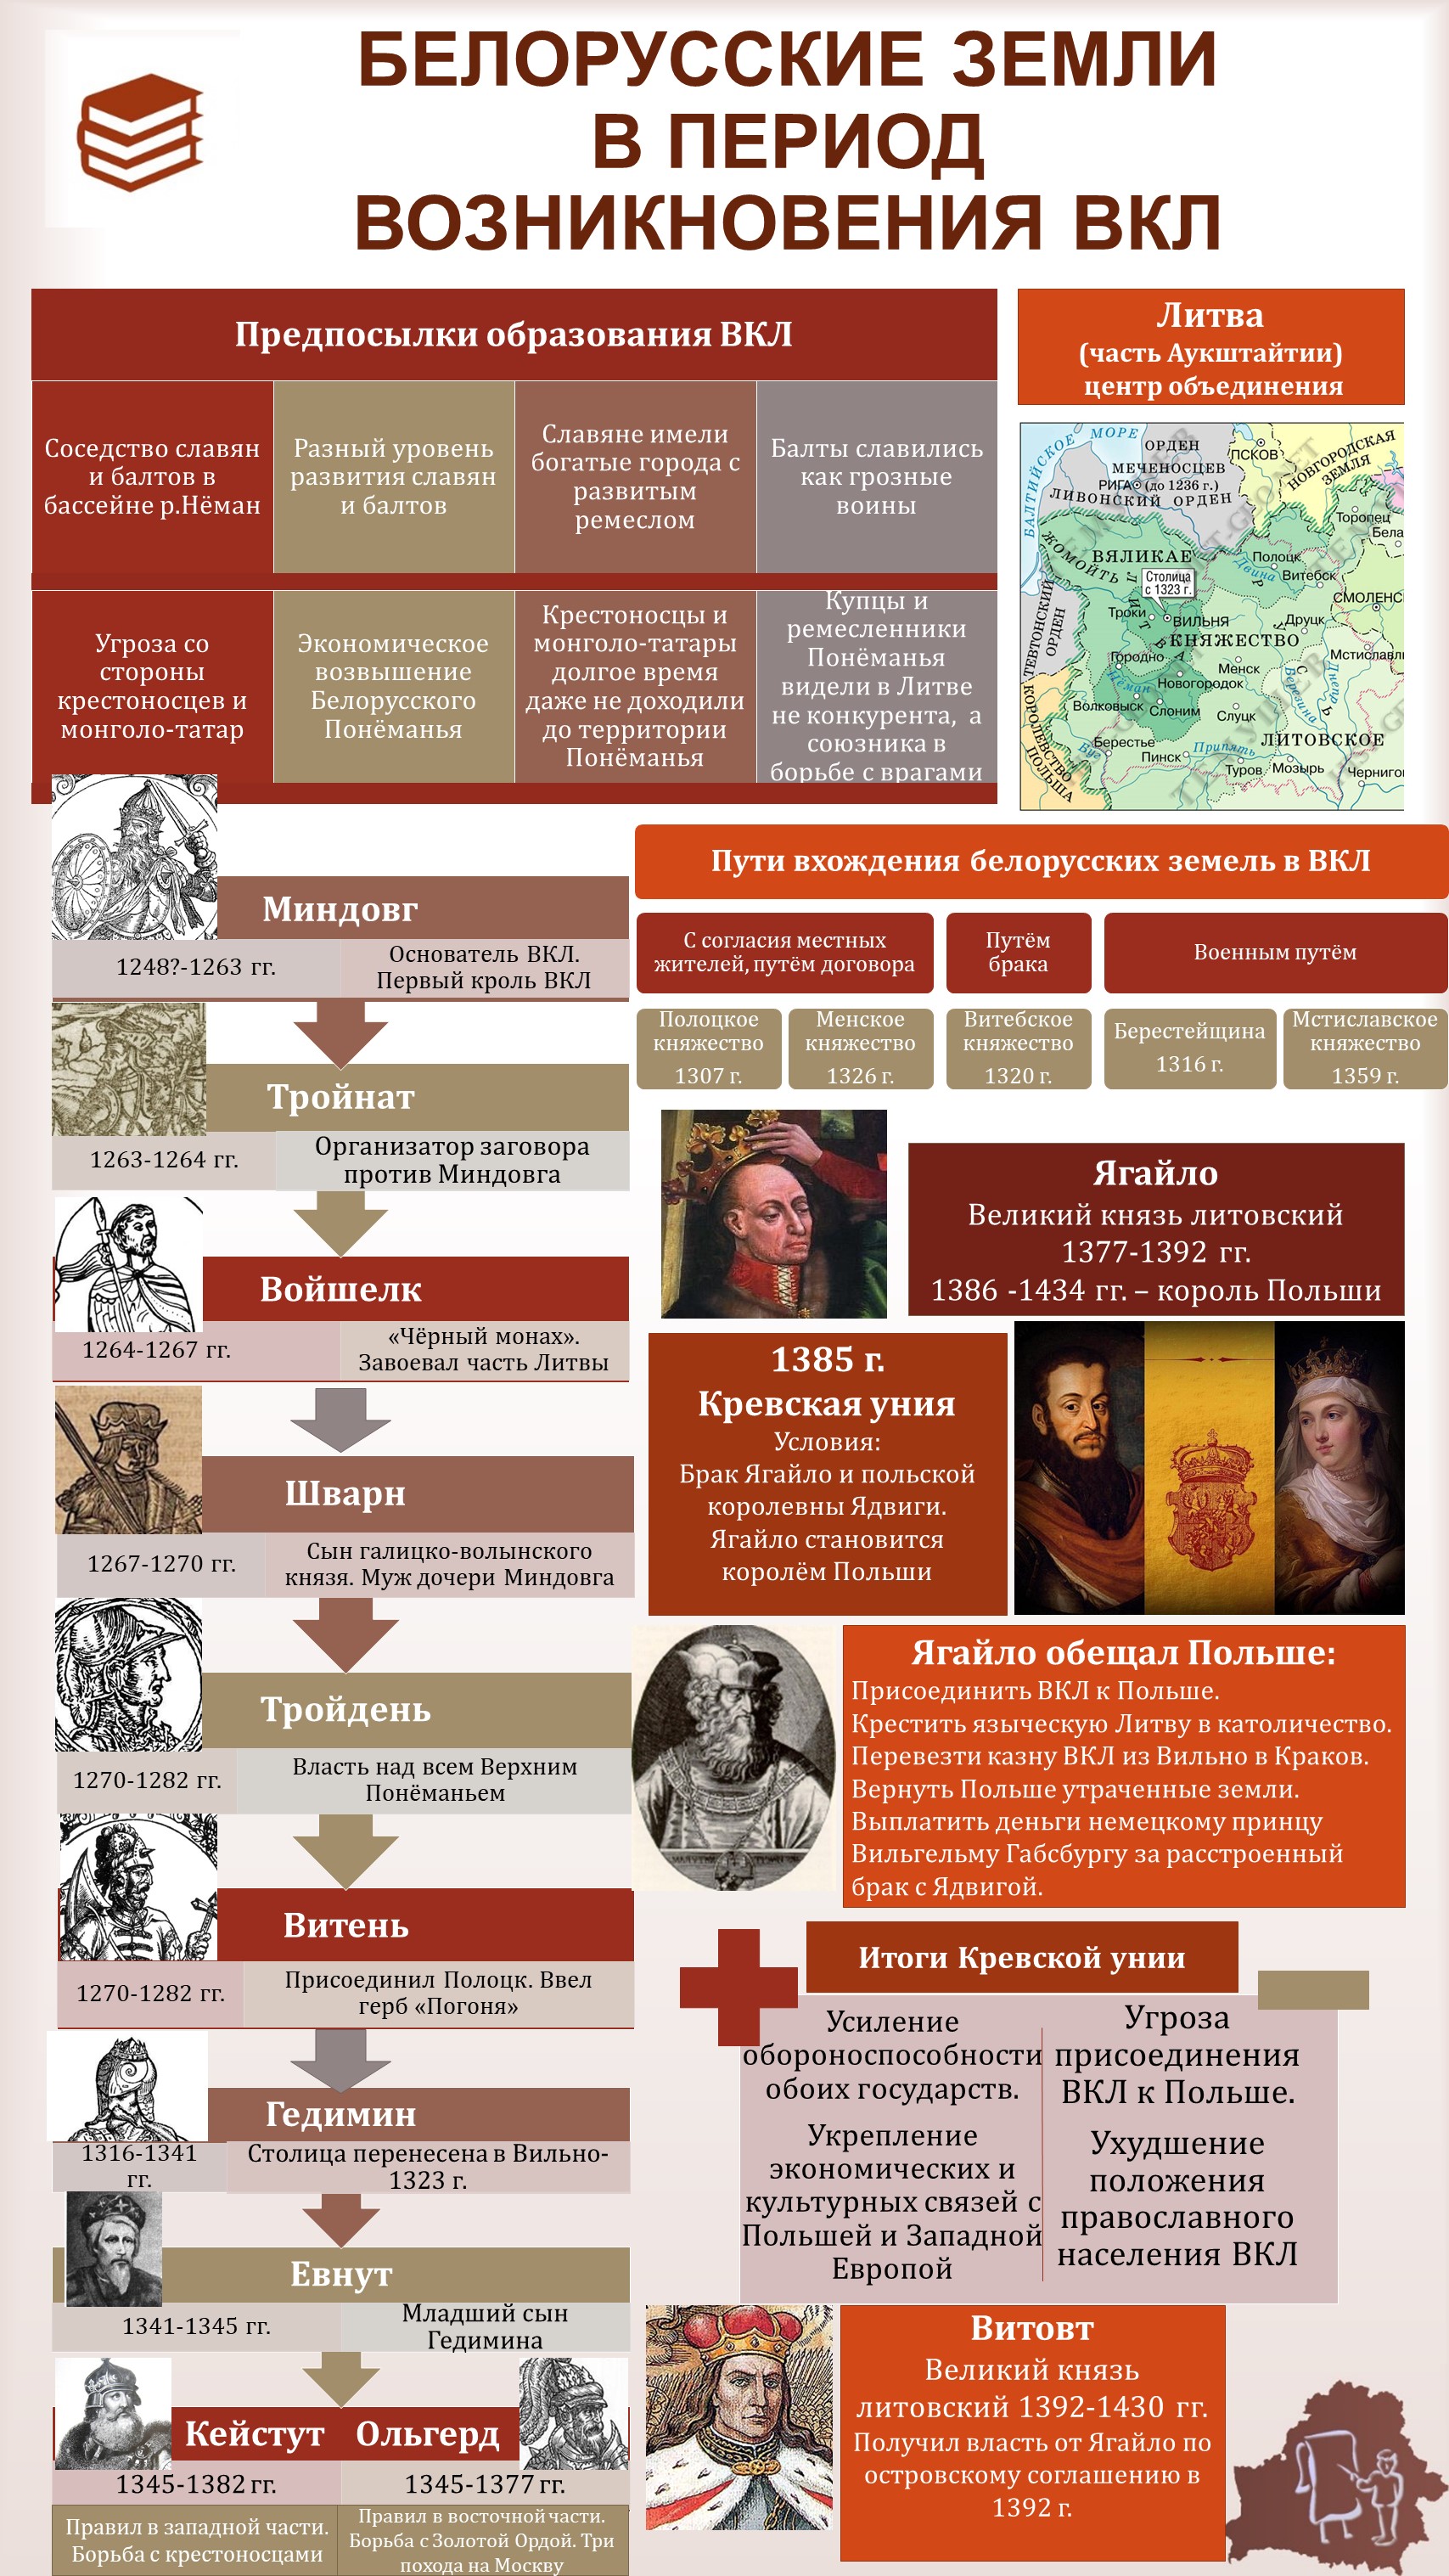 БЕЛОРУССКИЕ ЗЕМЛИ
В ПЕРИОД
ВОЗНИКНОВЕНИЯ ВКЛ
Предпосылки образования ВКЛ
Соседство славян
и балтов в
бассейне р.Нёман
Разный уровень
развития славян
и балтов
Славяне имели
богатые города с
развитым
ремеслом
Балты славились
как грозные
воины
Угроза со
стороны
крестоносцев и
монголо-татар
Экономическое
возвышение
Белорусского
Понёманья
Крестоносцы и
монголо-татары
долгое время
даже не доходили
до территории
Понёманья
Купцы и
ремесленники
Понёманья
видели в Литве
не конкурента, а
союзника в
борьбе с врагами
Литва
(часть Аукштайтии)
центр объединения
БАЛТИЙСКОЕ МОРЕ
ОРДЕН
МЕЧЕНОСЦЕВ
РИГА (до 1236 г.)
ЛИВОНСКИЙ ОРДЕН
ПСКОВ
НОВГОРОДСКАЯ
ЗЕМЛЯ
Торопец
Бела
ЖОМОЙТЬ
ВЯЛИКАЕ
Полоцк
Двина
Витебск
Столица
с 1323 г.
СМОЛЕНС
Троки
ВИЛЬНЯ
Друцк
КНЯЖЕСТВО
ЛИТВА
ТЕВТОНСКИЙ
ОРДЕН
Городно
Менск
Мстиславль
Нёман
Новогородок
Волковыск
Слоним
Слуцк
Березина
Днепр
РУСЬ
КОРОЛЕВСТВО
ПОЛЬША
Берестье
Буг
Пинск
Припять
ЛИТОВСКОЕ
Туров
Мозырь
Черниго
Миндовг
1248?-1263 гг.
Основатель ВКЛ.
Первый кроль ВКЛ
Тройнат
1263-1264 гг.
Организатор заговора
против Миндовга
Войшелк
1264-1267 гг.
«Чёрный монах».
Завоевал часть Литвы
Шварн
1267-1270 гг.
Сын галицко-волынского
князя. Муж дочери Миндовга
Тройдень
1270-1282 гг.
Власть над всем Верхним
Понёманьем
Витень
1270-1282 гг.
Присоединил Полоцк. Ввел
герб «Погоня»
Гедимин
1316-1341
гг.
Столица перенесена в Вильно-
1323 г.
Евнут
1341-1345 гг.
Младший сын
Гедимина
Кейстут Ольгерд
1345-1382 гг.
1345-1377 гг.
Правил в западной части.
Борьба с крестоносцами
Правил в восточной части.
Борьба с Золотой Ордой. Три
похода на Москву
Пути вхождения белорусских земель в ВКЛ
С согласия местных
жителей, путём договора
Путём
брака
Военным путём
Полоцкое
княжество
1307 г.
Менское
княжество
1326 г.
Витебское
княжество
1320 г.
Берестейщина
1316 г.
Мстиславское
княжество
1359 г.
Ягайло
Великий князь литовский
1377-1392 гг.
1386 -1434 гг. – король Польши
1385 г.
Кревская уния
Условия:
Брак Ягайло и польской
королевны Ядвиги.
Ягайло становится
королём Польши
Ягайло обещал Польше:
Присоединить ВКЛ к Польше.
Крестить языческую Литву в католичество.
Перевезти казну ВКЛ из Вильно в Краков.
Вернуть Польше утраченные земли.
Выплатить деньги немецкому принцу
Вильгельму Габсбургу за расстроенный
брак с Ядвигой.
Итоги Кревской унии
Усиление
обороноспособности
обоих государств.
Укрепление
экономических и
культурных связей с
Польшей и Западной
Европой
Угроза
присоединения
ВКЛ к Польше.
Ухудшение
положения
православного
населения ВКЛ
Витовт
Великий князь
литовский 1392-1430 гг.
Получил власть от Ягайло по
островскому соглашению в
1392 г.